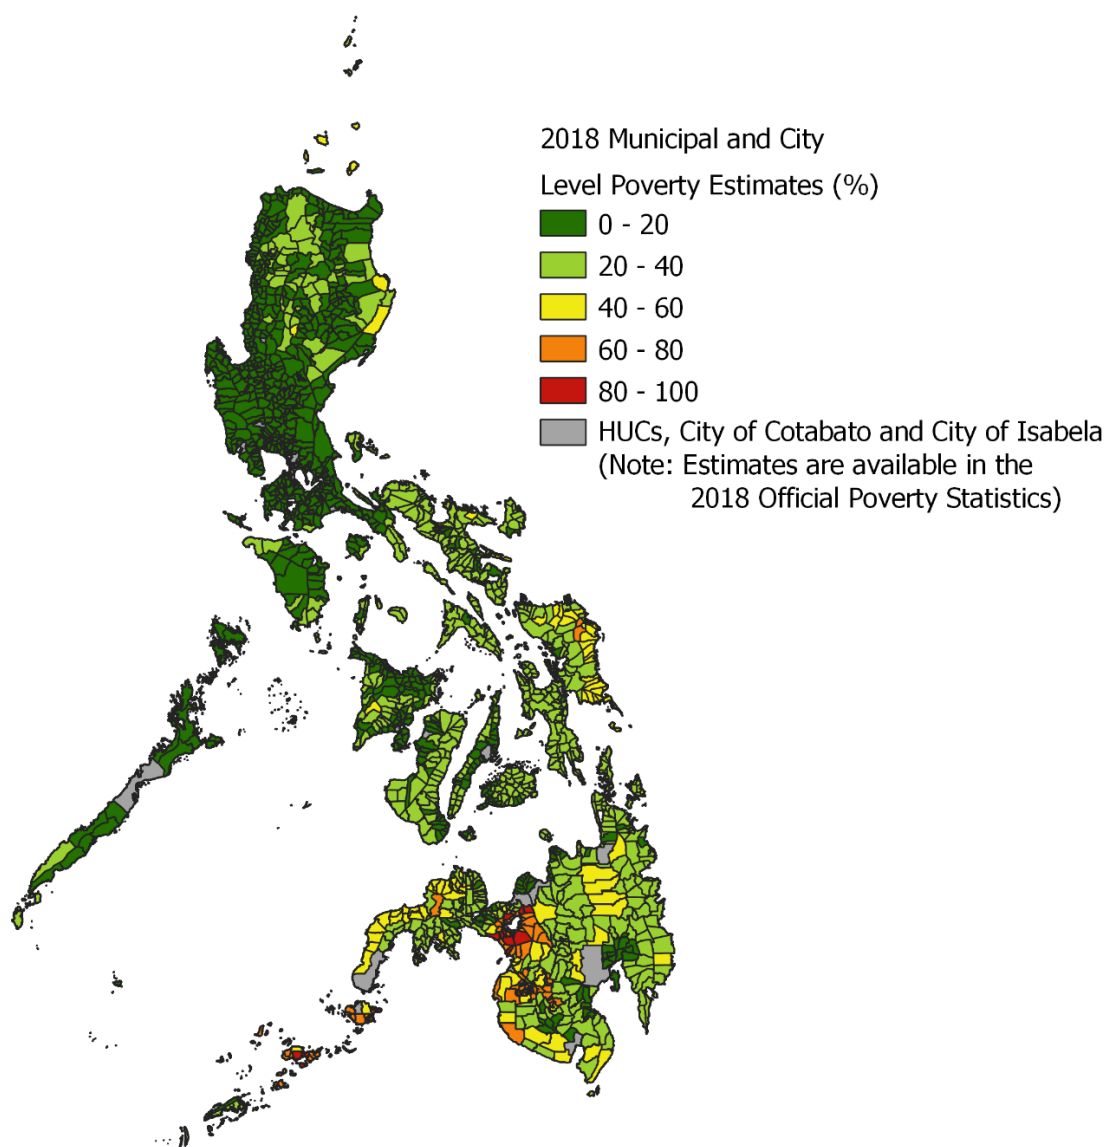 2018 Municipal and City
Level Poverty Estimates (%)
0 - 20
20 - 40
40 - 60
60 - 80
80 - 100
HUCs, City of Cotabato and City of Isabela
(Note: Estimates are available in the
2018 Official Poverty Statistics)